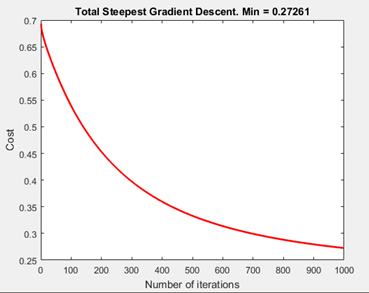 Total Steepest Gradient Descent. Min = 0.27261
0.7
0.65
0.6
0.55
0.5
0.45
0.4
0.35
0.3
0.25
Cost
0 100 200 300 400 500 600 700 800 900 1000
Number of iterations